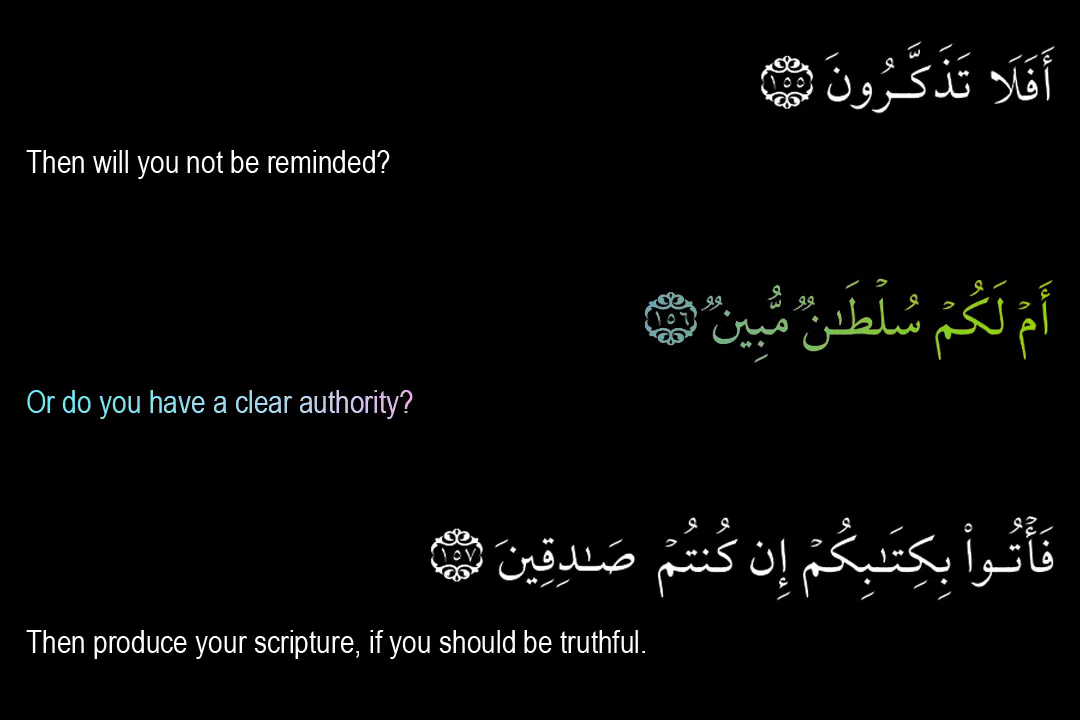 أَفَلَا تَذَكَّرُونَ ١٥٥
Then will you not be reminded?
أَمْ لَكُمْ سُلْطَـٰنٌ مُّبِينٌ ١٥٦
Or do you have a clear authority?
فَأْتُوا۟ بِكِتَـٰبِكُمْ إِن كُنتُمْ صَـٰدِقِينَ ١٥٧
Then produce your scripture, if you should be truthful.